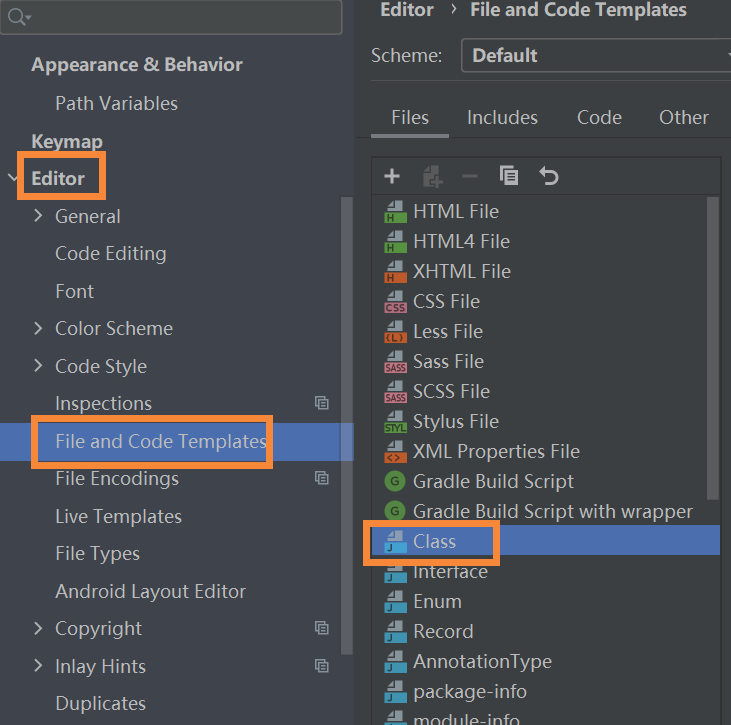 Appearance & Behavior
Path Variables
Keymap
Editor
General
Code Editing
Font
Color Scheme
Code Style
Inspections
File and Code Templates
File Encodings
Live Templates
File Types
Android Layout Editor
Copyright
Inlay Hints
Duplicates
Editor › File and Code Templates
Scheme: Default
Files Includes Code Other
HTML File
HTML4 File
XHTML File
CSS File
Less File
Sass File
SCSS File
Stylus File
XML Properties File
Gradle Build Script
Gradle Build Script with wrapper
Class
Interface
Enum
Record
AnnotationType
package-info
module-info